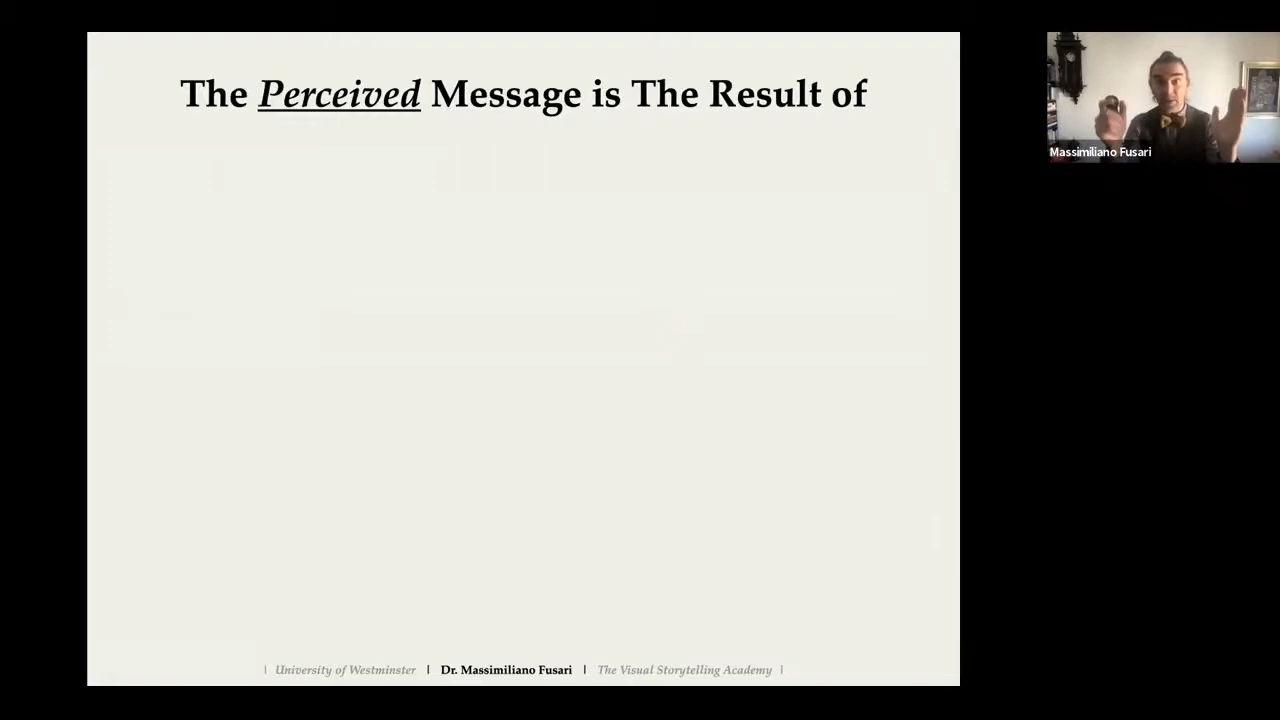 The Perceived Message is The Result of
Massimiliano Fusari
| University of Westminster | Dr. Massimiliano Fusari | The Visual Storytelling Academy |